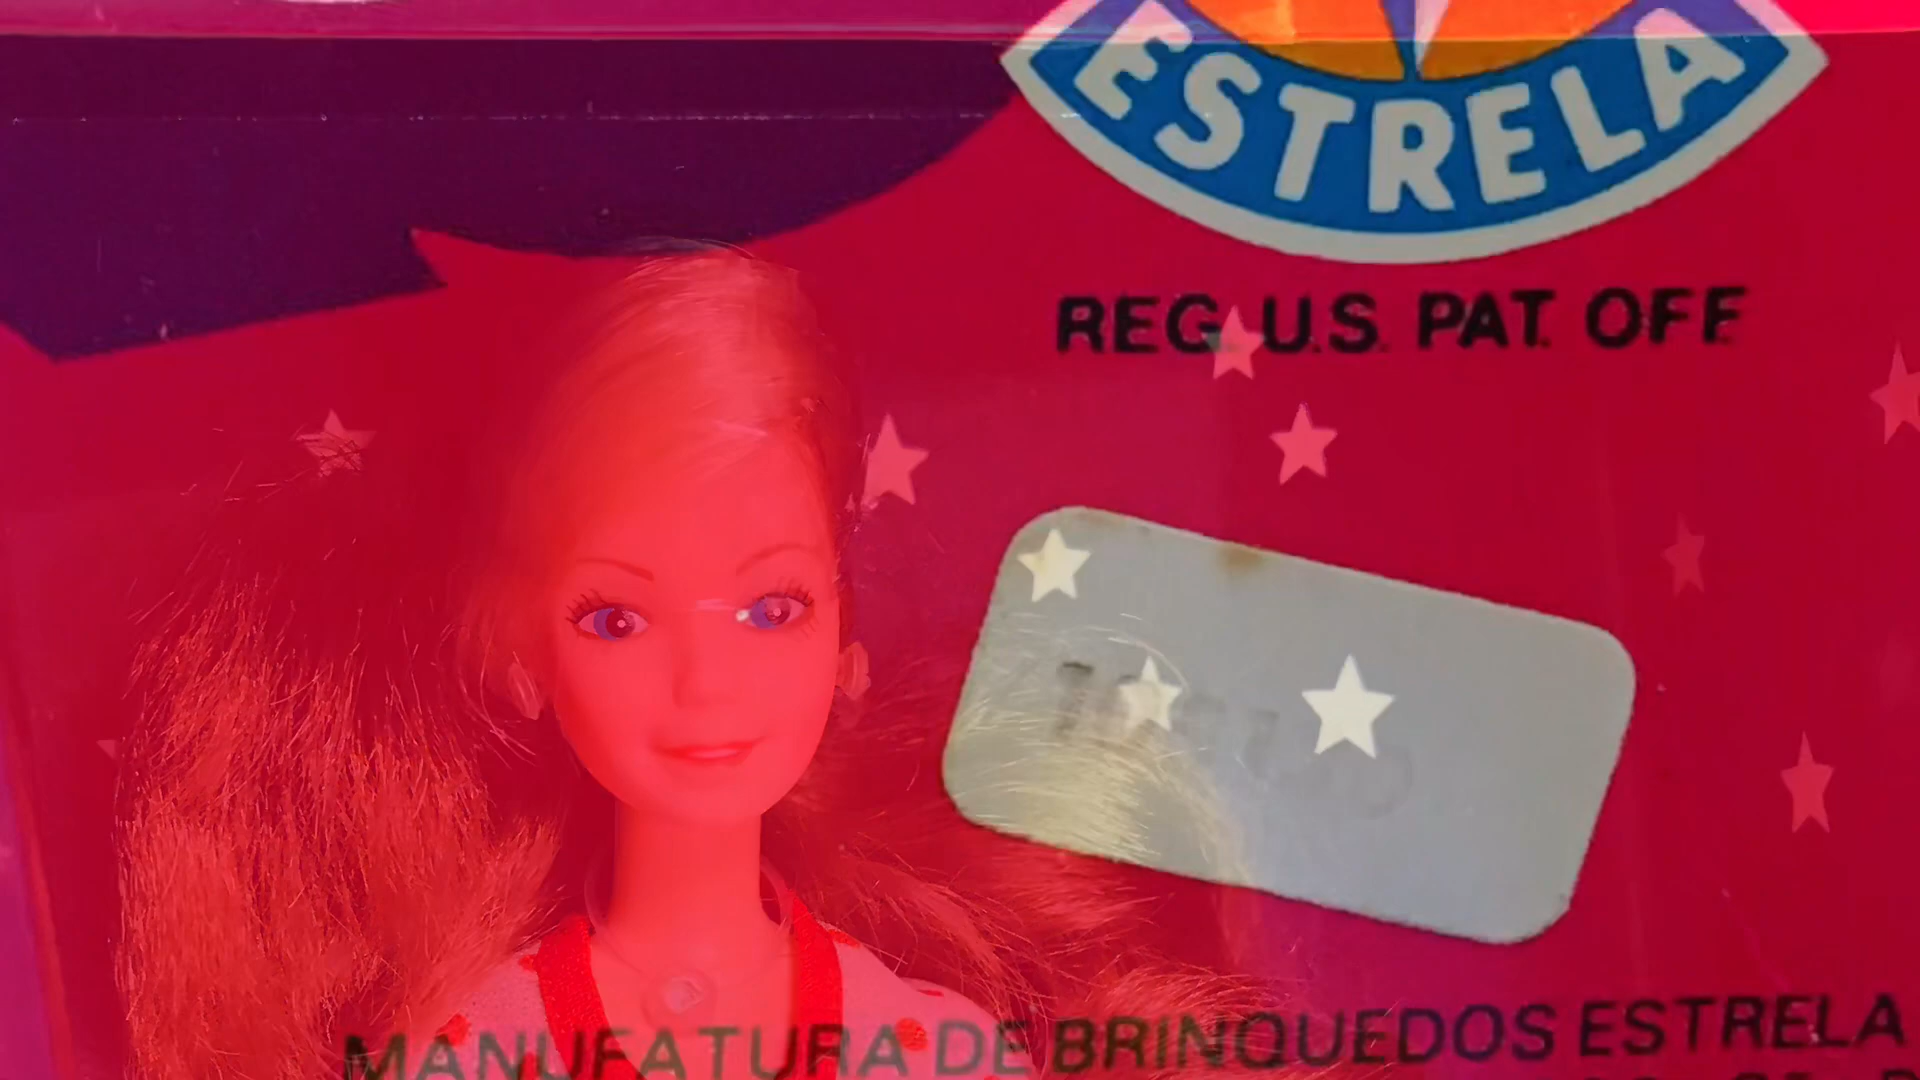 ESTRELA
REG. U.S. PAT. OFF
MANUFATURA DE BRINQUEDOS ESTRELA